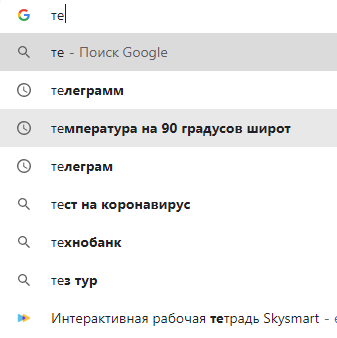 те
те - Поиск Google
телеграмм
температура на 90 градусов широт
телеграм
тест на коронавирус
технобанк
тез тур
Интерактивная рабочая тетрадь Skysmart -